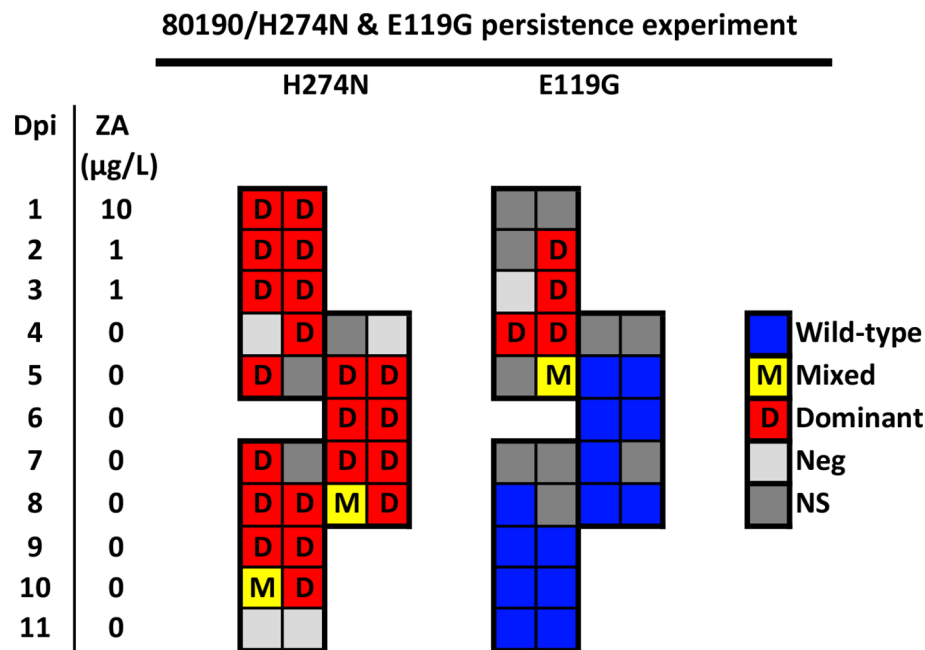 80190/H274N & E119G persistence experiment
H274N E119G
Dpi ZA
(µg/L)
1 10 D D
2 1 D D D
3 1 D D D
4 0 D D D Wild-type
5 0 D D D M M Mixed
6 0 D D D Dominant
7 0 D D D Neg
8 0 D D M D NS
9 0 D D
10 0 M D
11 0